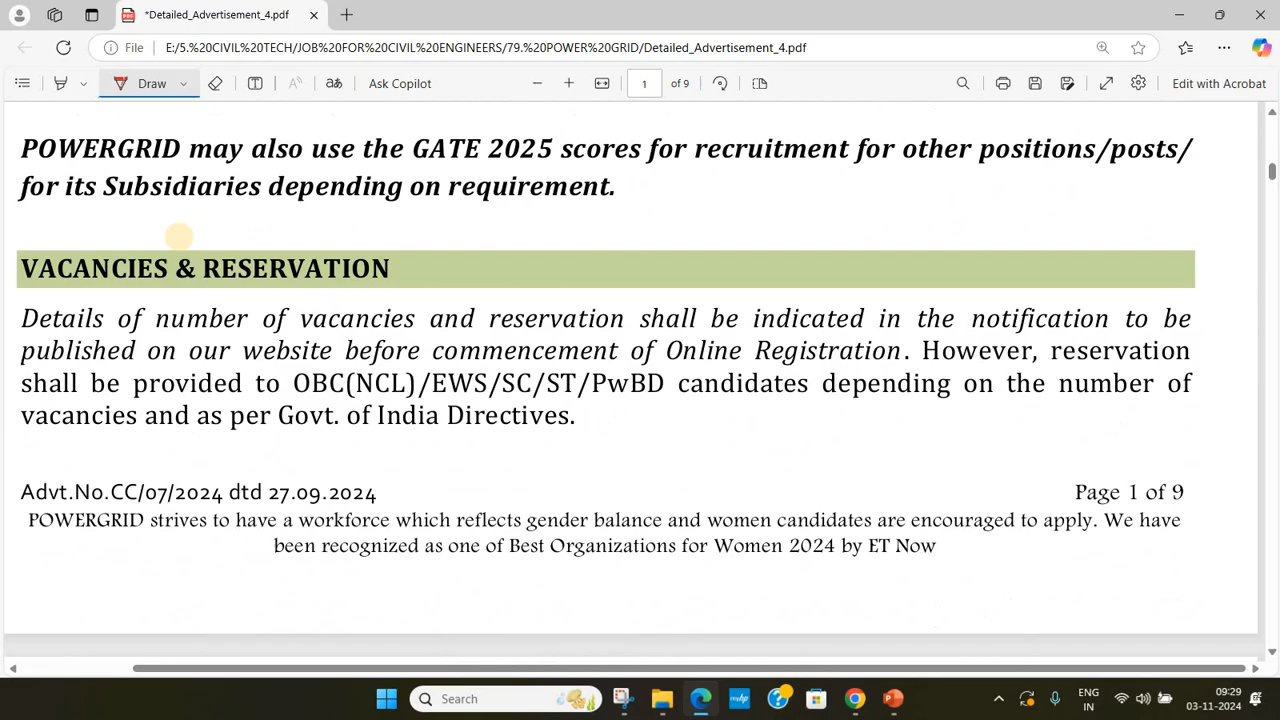 *Detailed_Advertisement_4.pdf
File E:/5.%20CIVIL%20TECH/JOB%20FOR%20CIVIL%20ENGINEERS/79.%20POWER%20GRID/Detailed_Advertisement_4.pdf
Draw Ask Copilot 1 of 9 Edit with Acrobat
POWERGRID may also use the GATE 2025 scores for recruitment for other positions/posts/
for its Subsidiaries depending on requirement.
VACANCIES & RESERVATION
Details of number of vacancies and reservation shall be indicated in the notification to be
published on our website before commencement of Online Registration. However, reservation
shall be provided to OBC(NCL)/EWS/SC/ST/PwBD candidates depending on the number of
vacancies and as per Govt. of India Directives.
Advt.No.CC/07/2024 dtd 27.09.2024 Page 1 of 9
POWERGRID strives to have a workforce which reflects gender balance and women candidates are encouraged to apply. We have
been recognized as one of Best Organizations for Women 2024 by ET Now
Search ENG 09:29
IN 03-11-2024